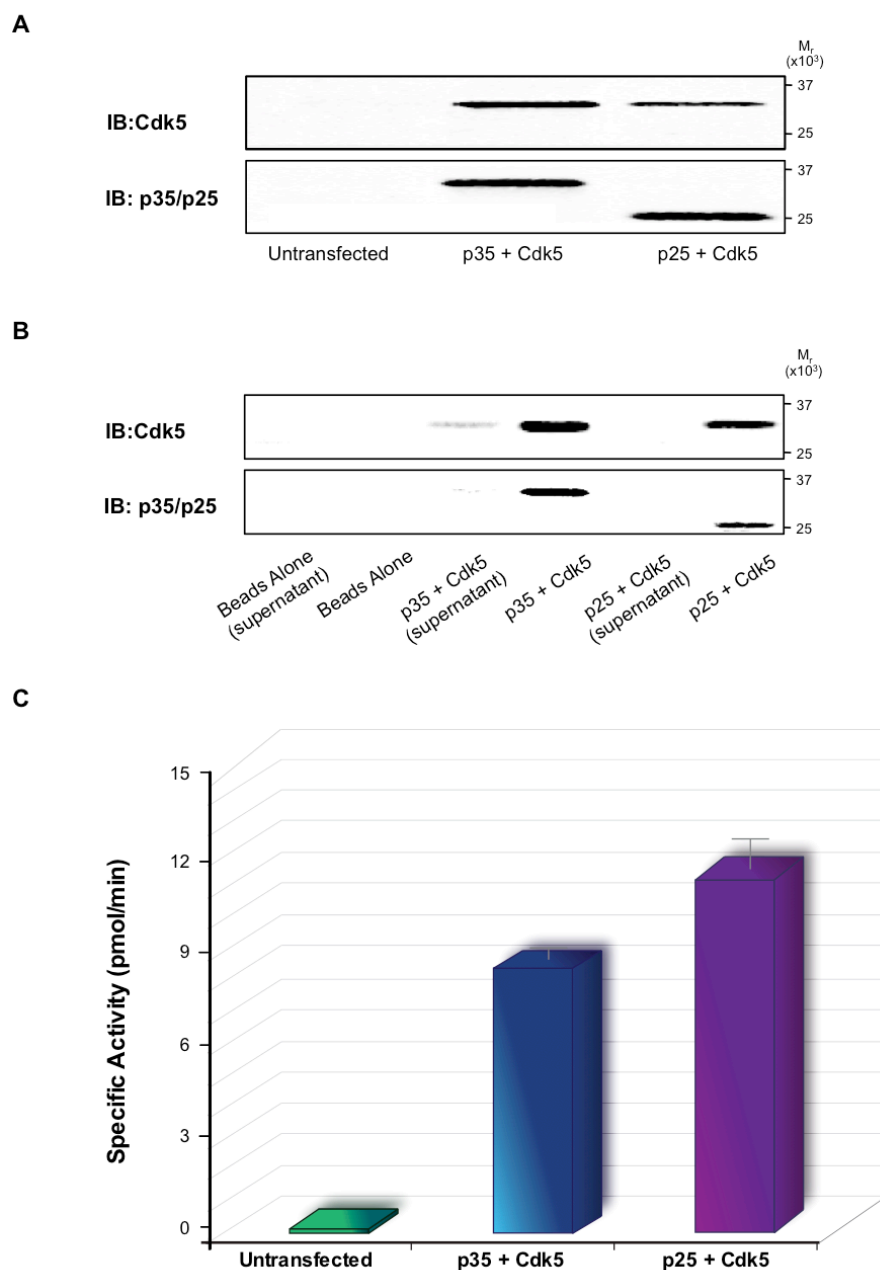 A
Mr
(x10³)
37
IB:Cdk5
25
37
IB: p35/p25
25
Untransfected p35 + Cdk5 p25 + Cdk5
B
Mr
(x10³)
37
IB:Cdk5
25
37
IB: p35/p25
25
Beads Alone
(supernatant)
Beads Alone
p35 + Cdk5
(supernatant)
p35 + Cdk5
p25 + Cdk5
(supernatant)
p25 + Cdk5
C
Specific Activity (pmol/min)
15
12
9
6
3
0
Untransfected p35 + Cdk5 p25 + Cdk5